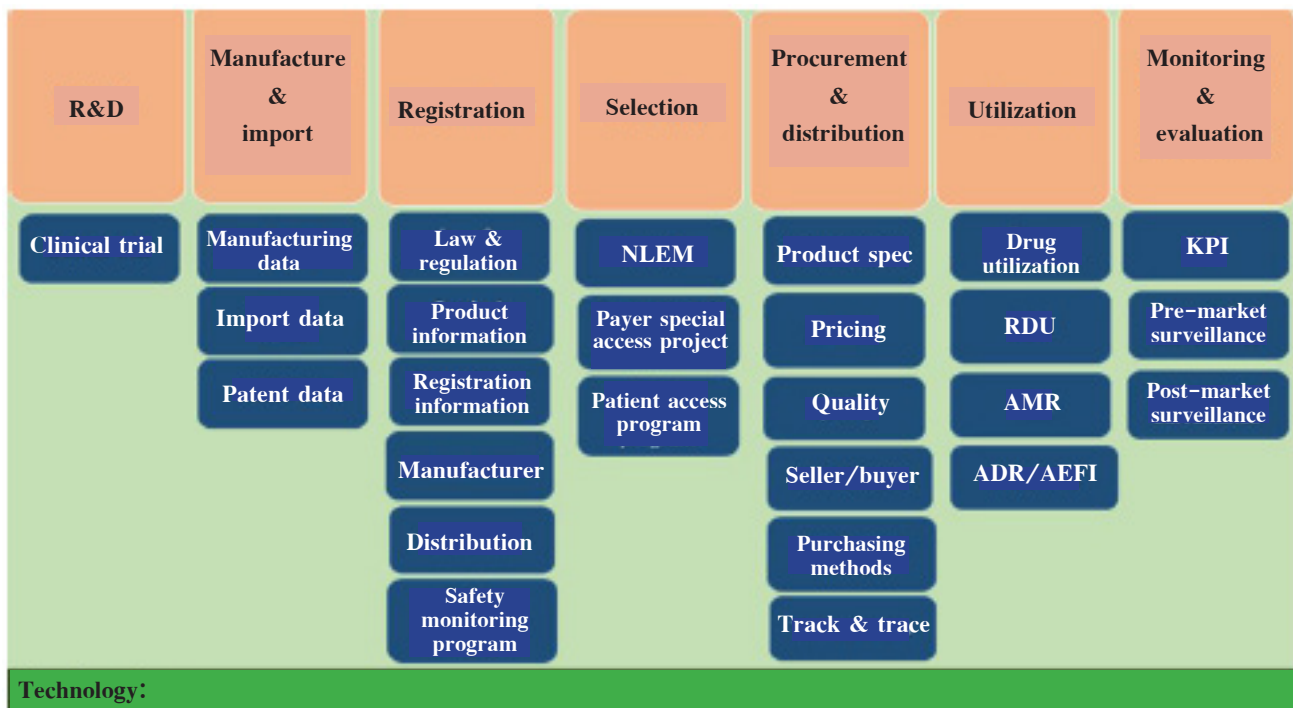 R&D
Manufacture
&
import
Registration
Selection
Procurement
&
distribution
Utilization
Monitoring
&
evaluation
Clinical trial
Manufacturing
data
Import data
Patent data
Law &
regulation
Product
information
Registration
information
Manufacturer
Distribution
Safety
monitoring
program
NLEM
Payer special
access project
Patient access
program
Product spec
Pricing
Quality
Seller/buyer
Purchasing
methods
Track & trace
Drug
utilization
RDU
AMR
ADR/AEFI
KPI
Pre-market
surveillance
Post-market
surveillance
Technology: